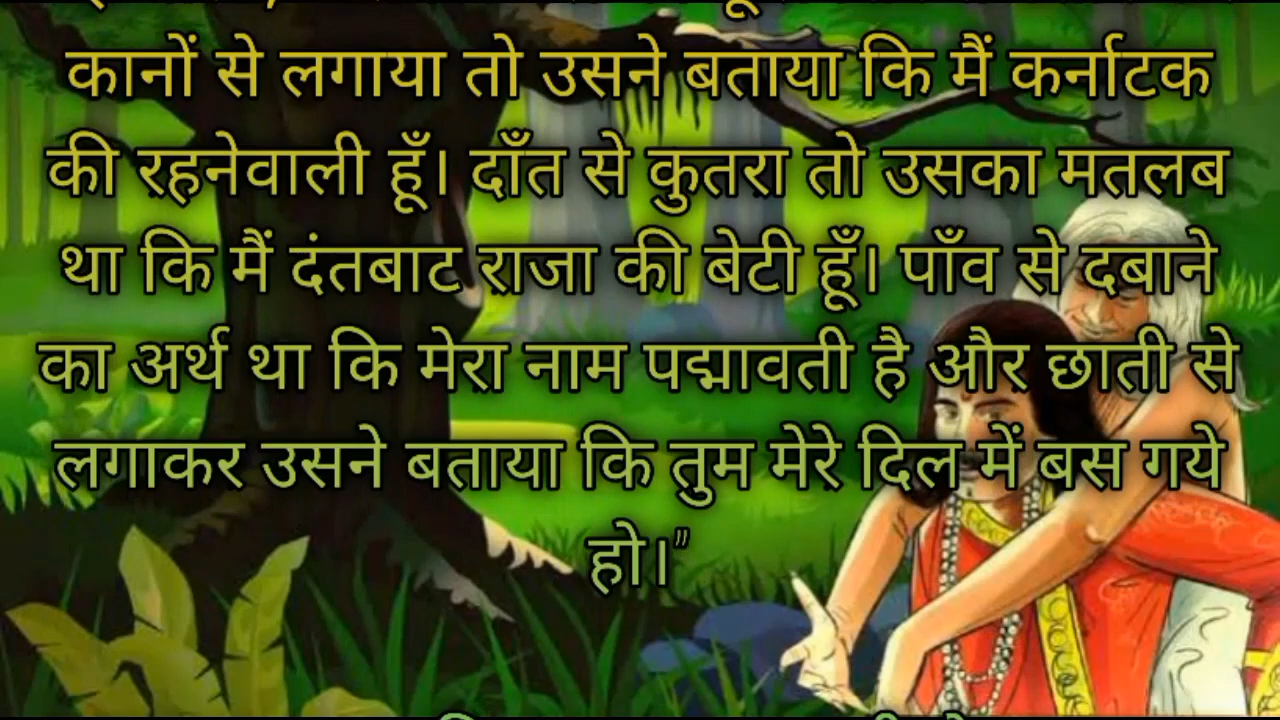 कानों से लगाया तो उसने बताया कि मैं कर्नाटक
की रहनेवाली हूँ। दाँत से कुतरा तो उसका मतलब
था कि मैं दंतबाट राजा की बेटी हूँ। पाँव से दबाने
का अर्थ था कि मेरा नाम पद्मावती है और छाती से
लगाकर उसने बताया कि तुम मेरे दिल में बस गये
हो।”